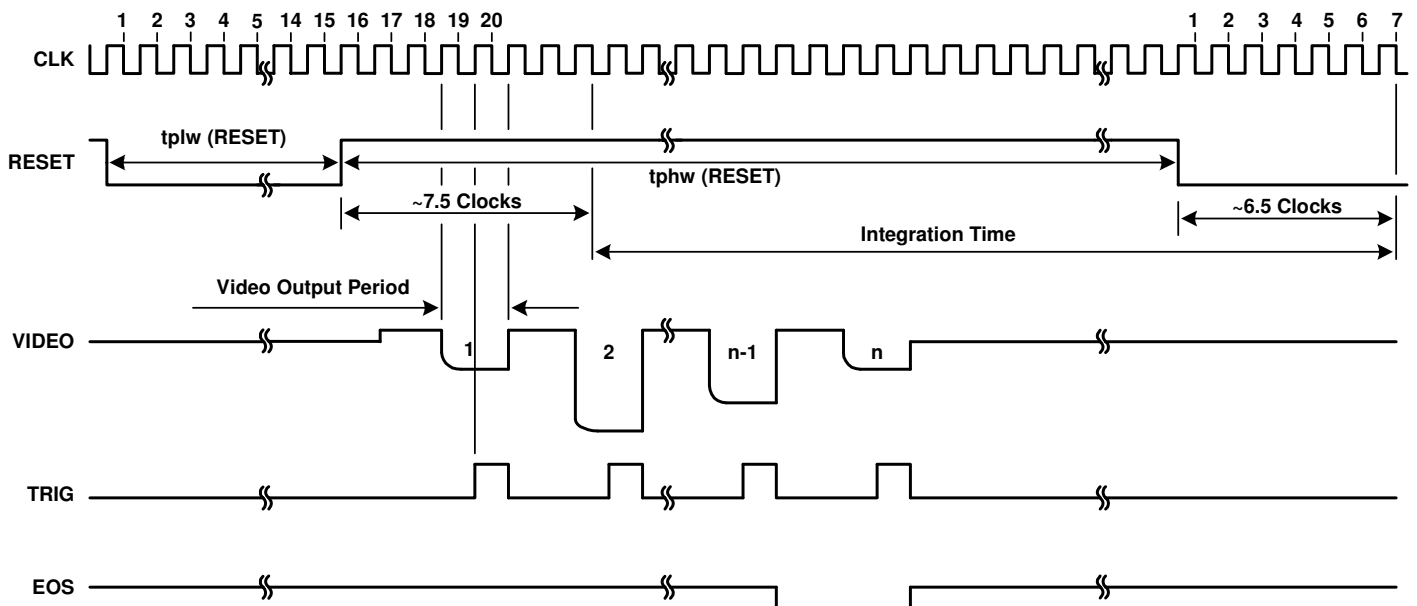 1 2 3 4 5 14 15 16 17 18 19 20 1 2 3 4 5 6 7
CLK
tplw (RESET)
RESET
tphw (RESET)
~7.5 Clocks
~6.5 Clocks
Integration Time
Video Output Period
VIDEO
1 2 n-1 n
TRIG
EOS